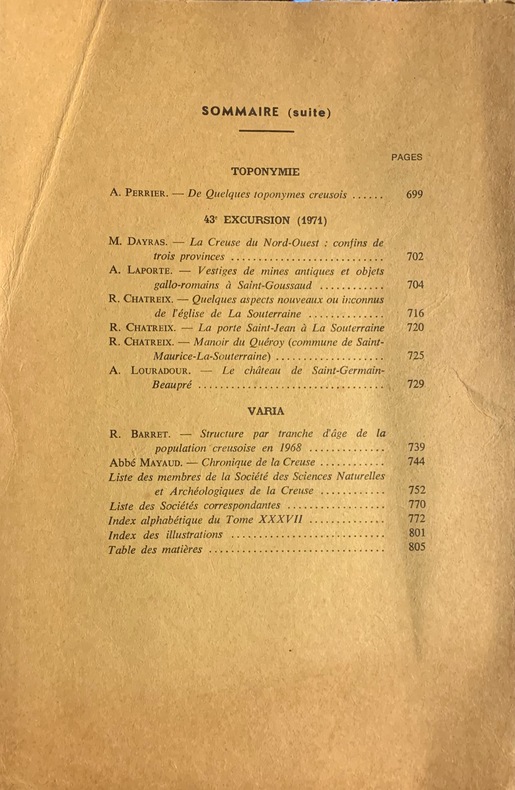 SOMMAIRE (suite)
PAGES
TOPONYMIE
A. PERRIER. — De Quelques toponymes creusois ...... 699
43e EXCURSION (1971)
M. DAYRAS. — La Creuse du Nord-Ouest : confins de
trois provinces ........................ 702
A. LAPORTE. — Vestiges de mines antiques et objets
gallo-romains à Saint-Goussaud ............ 704
R. CHATREIX. — Quelques aspects nouveaux ou inconnus
de l'église de La Souterraine .............. 716
R. CHATREIX. — La porte Saint-Jean à La Souterraine 720
R. CHATREIX. — Manoir du Quéroy (commune de Saint-
Maurice-La-Souterraine) .................. 725
A. LOURADOUR. — Le château de Saint-Germain-
Beaupré .............................. 729
VARIA
R. BARRET. — Structure par tranche d'âge de la
population creusoise en 1968 ............. 739
Abbé MAYAUD. — Chronique de la Creuse ............ 744
Liste des membres de la Société des Sciences Naturelles
et Archéologiques de la Creuse ............ 752
Liste des Sociétés correspondantes .................. 770
Index alphabétique du Tome XXXVII .............. 772
Index des illustrations .......................... 801
Table des matières .............................. 805